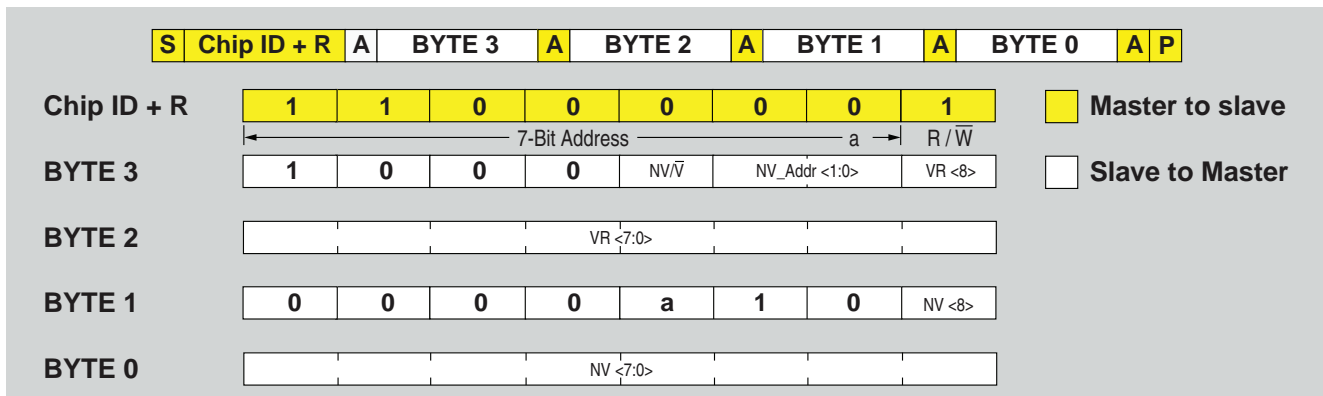 S Chip ID + R A BYTE 3 A BYTE 2 A BYTE 1 A BYTE 0 A P
Chip ID + R 1 1 0 0 0 0 0 1 Master to slave
7-Bit Address a R / W̅
BYTE 3 1 0 0 0 NV/V̅ NV_Addr <1:0> VR <8> Slave to Master
BYTE 2 VR <7:0>
BYTE 1 0 0 0 0 a 1 0 NV <8>
BYTE 0 NV <7:0>